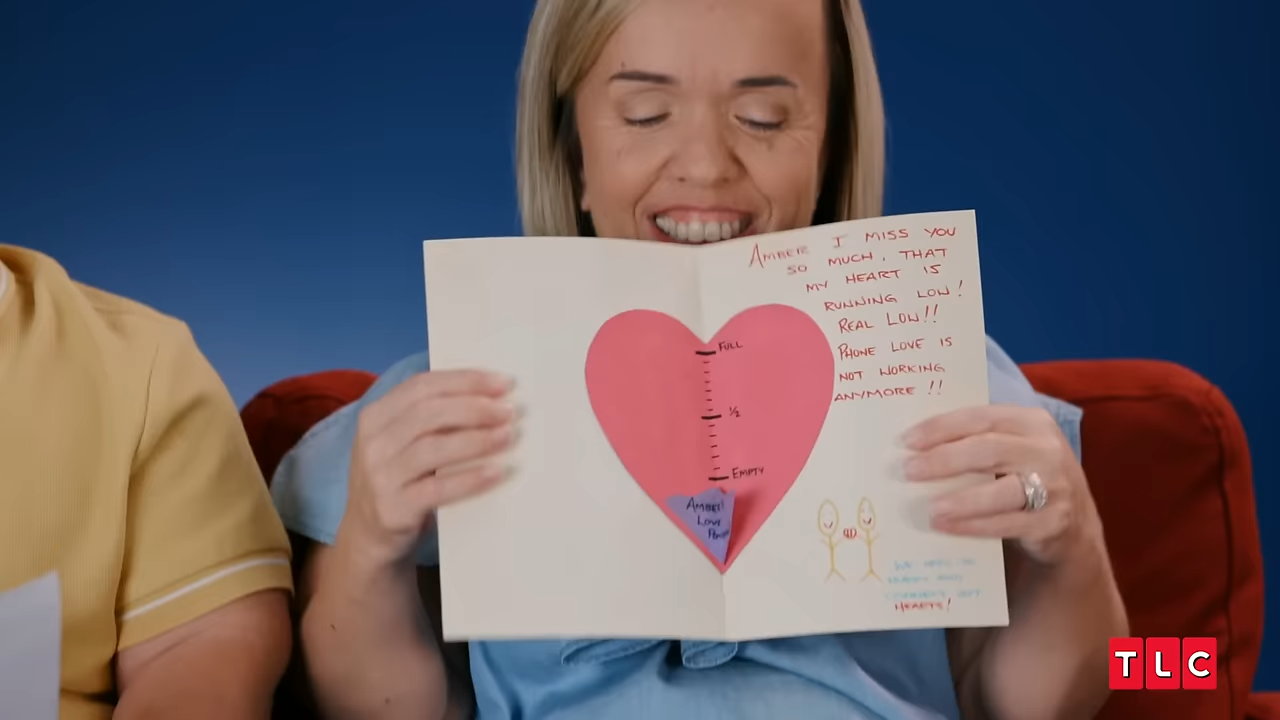 AMBER I MISS YOU
SO MUCH, THAT
MY HEART IS
RUNNING LOW!
REAL LOW!!
PHONE LOVE IS
NOT WORKING
ANYMORE !!
FULL
1/2
EMPTY
AMBER!
LOVE
HEARTS!
TLC